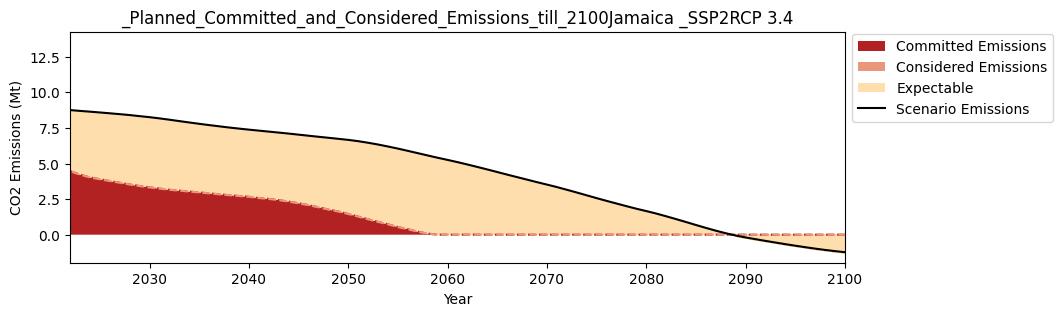 _Planned_Committed_and_Considered_Emissions_till_2100Jamaica _SSP2RCP 3.4
Committed Emissions
Considered Emissions
Expectable
Scenario Emissions
CO2 Emissions (Mt)
12.5
10.0
7.5
5.0
2.5
0.0
2030 2040 2050 2060 2070 2080 2090 2100
Year